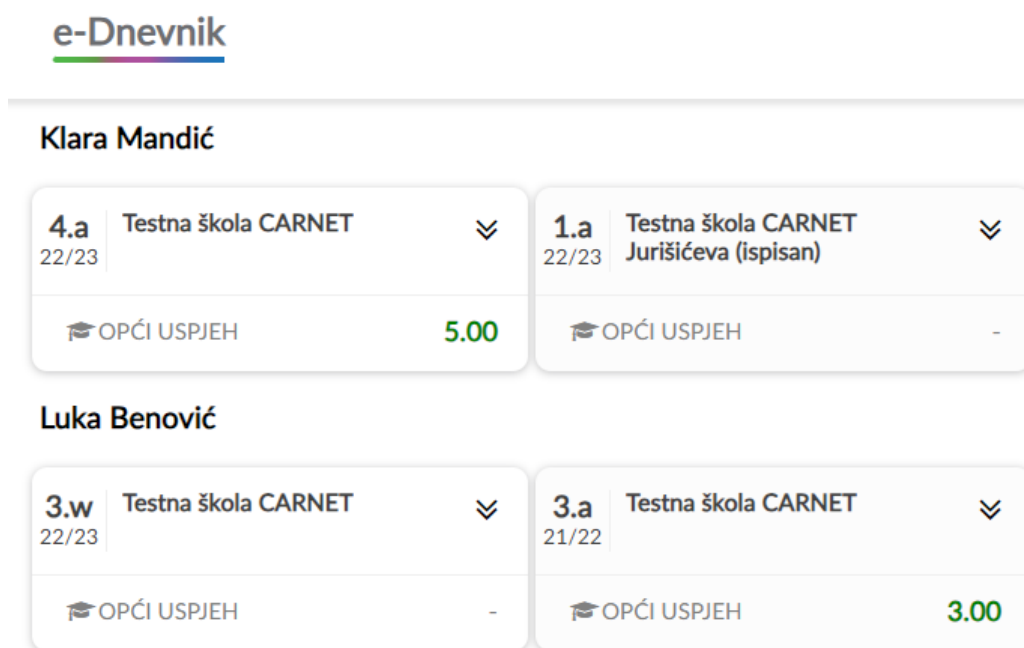 e-Dnevnik
Klara Mandić
4.a
22/23
Testna škola CARNET
OPĆI USPJEH
5.00
1.a
22/23
Testna škola CARNET
Jurišićeva (ispisan)
OPĆI USPJEH
-
Luka Benović
3.w
22/23
Testna škola CARNET
OPĆI USPJEH
-
3.a
21/22
Testna škola CARNET
OPĆI USPJEH
3.00